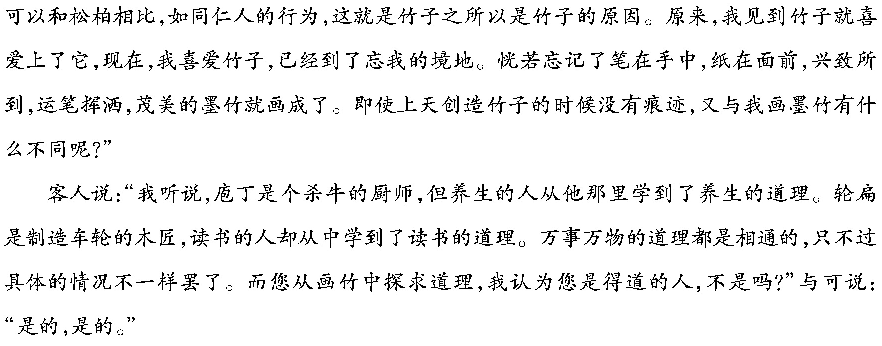 可以和松柏相比,如同仁人的行为,这就是竹子之所以是竹子的原因。原来,我见到竹子就喜
爱上了它,现在,我喜爱竹子,已经到了忘我的境地。恍若忘记了笔在手中,纸在面前,兴致所
到,运笔挥洒,茂美的墨竹就画成了。即使上天创造竹子的时候没有痕迹,又与我画墨竹有什
么不同呢?”
客人说:“我听说,庖丁是个杀牛的厨师,但养生的人从他那里学到了养生的道理。轮扁
是制造车轮的木匠,读书的人却从中学到了读书的道理。万事万物的道理都是相通的,只不过
具体的情况不一样罢了。而您从画竹中探求道理,我认为您是得道的人,不是吗?”与可说:
“是的,是的。”